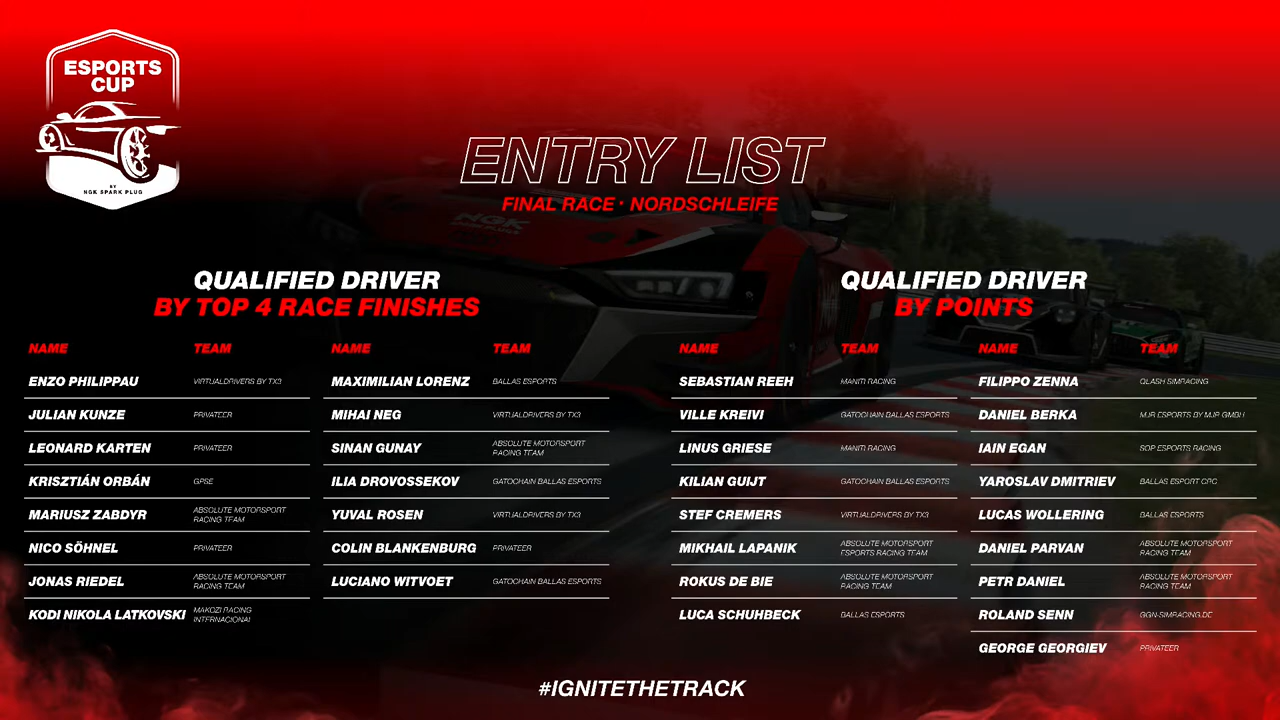 ESPORTS
CUP
BY
NGK SPARK PLUG
ENTRY LIST
FINAL RACE · NORDSCHLEIFE
NGK
QUALIFIED DRIVER
BY TOP 4 RACE FINISHES
NAME TEAM NAME TEAM
ENZO PHILIPPAU VIRTUALDRIVERS BY TX3 MAXIMILIAN LORENZ BALLAS ESPORTS
JULIAN KUNZE PRIVATEER MIHAI NEG VIRTUALDRIVERS BY TX3
LEONARD KARTEN PRIVATEER SINAN GUNAY ABSOLUTE MOTORSPORT
RACING TEAM
KRISZTIÁN ORBÁN GPSE ILIA DROVOSSEKOV GATOCHAIN BALLAS ESPORTS
MARIUSZ ZABDYR ABSOLUTE MOTORSPORT
RACING TEAM
YUVAL ROSEN VIRTUALDRIVERS BY TX3
NICO SÖHNEL PRIVATEER COLIN BLANKENBURG PRIVATEER
JONAS RIEDEL ABSOLUTE MOTORSPORT
RACING TEAM
LUCIANO WITVOET GATOCHAIN BALLAS ESPORTS
KODI NIKOLA LATKOVSKI MAKOZI RACING
INTERNACIONAL
QUALIFIED DRIVER
BY POINTS
NAME TEAM NAME TEAM
SEBASTIAN REEH MANITI RACING FILIPPO ZENNA QLASH SIMRACING
VILLE KREIVI GATOCHAIN BALLAS ESPORTS DANIEL BERKA MJR ESPORTS BY MJP GMBH
LINUS GRIESE MANITI RACING IAIN EGAN SOP ESPORTS RACING
KILIAN GUIJT GATOCHAIN BALLAS ESPORTS YAROSLAV DMITRIEV BALLAS ESPORT
STEF CREMERS VIRTUALDRIVERS BY TX3 LUCAS WOLLERING BALLAS ESPORTS
MIKHAIL LAPANIK ABSOLUTE MOTORSPORT
ESPORTS RACING TEAM
DANIEL PARVAN ABSOLUTE MOTORSPORT
RACING TEAM
ROKUS DE BIE ABSOLUTE MOTORSPORT
RACING TEAM
PETR DANIEL ABSOLUTE MOTORSPORT
RACING TEAM
LUCA SCHUHBECK BALLAS ESPORTS ROLAND SENN GGN-SIMRACING.DE
GEORGE GEORGIEV PRIVATEER
#IGNITETHETRACK